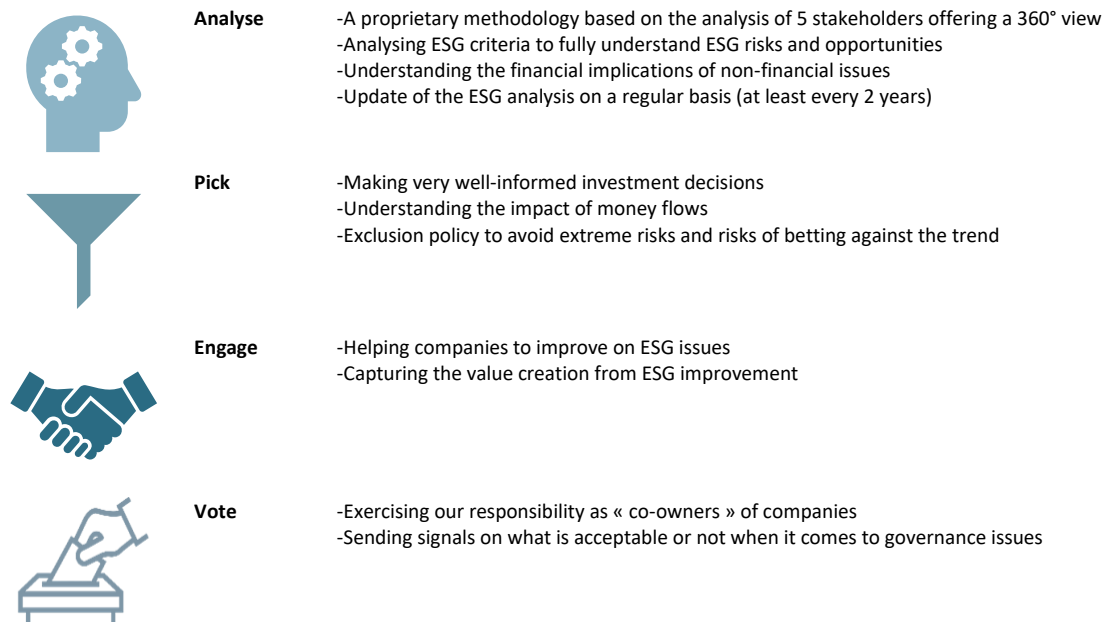 Analyse
-A proprietary methodology based on the analysis of 5 stakeholders offering a 360° view
-Analysing ESG criteria to fully understand ESG risks and opportunities
-Understanding the financial implications of non-financial issues
-Update of the ESG analysis on a regular basis (at least every 2 years)
Pick
-Making very well-informed investment decisions
-Understanding the impact of money flows
-Exclusion policy to avoid extreme risks and risks of betting against the trend
Engage
-Helping companies to improve on ESG issues
-Capturing the value creation from ESG improvement
Vote
-Exercising our responsibility as « co-owners » of companies
-Sending signals on what is acceptable or not when it comes to governance issues